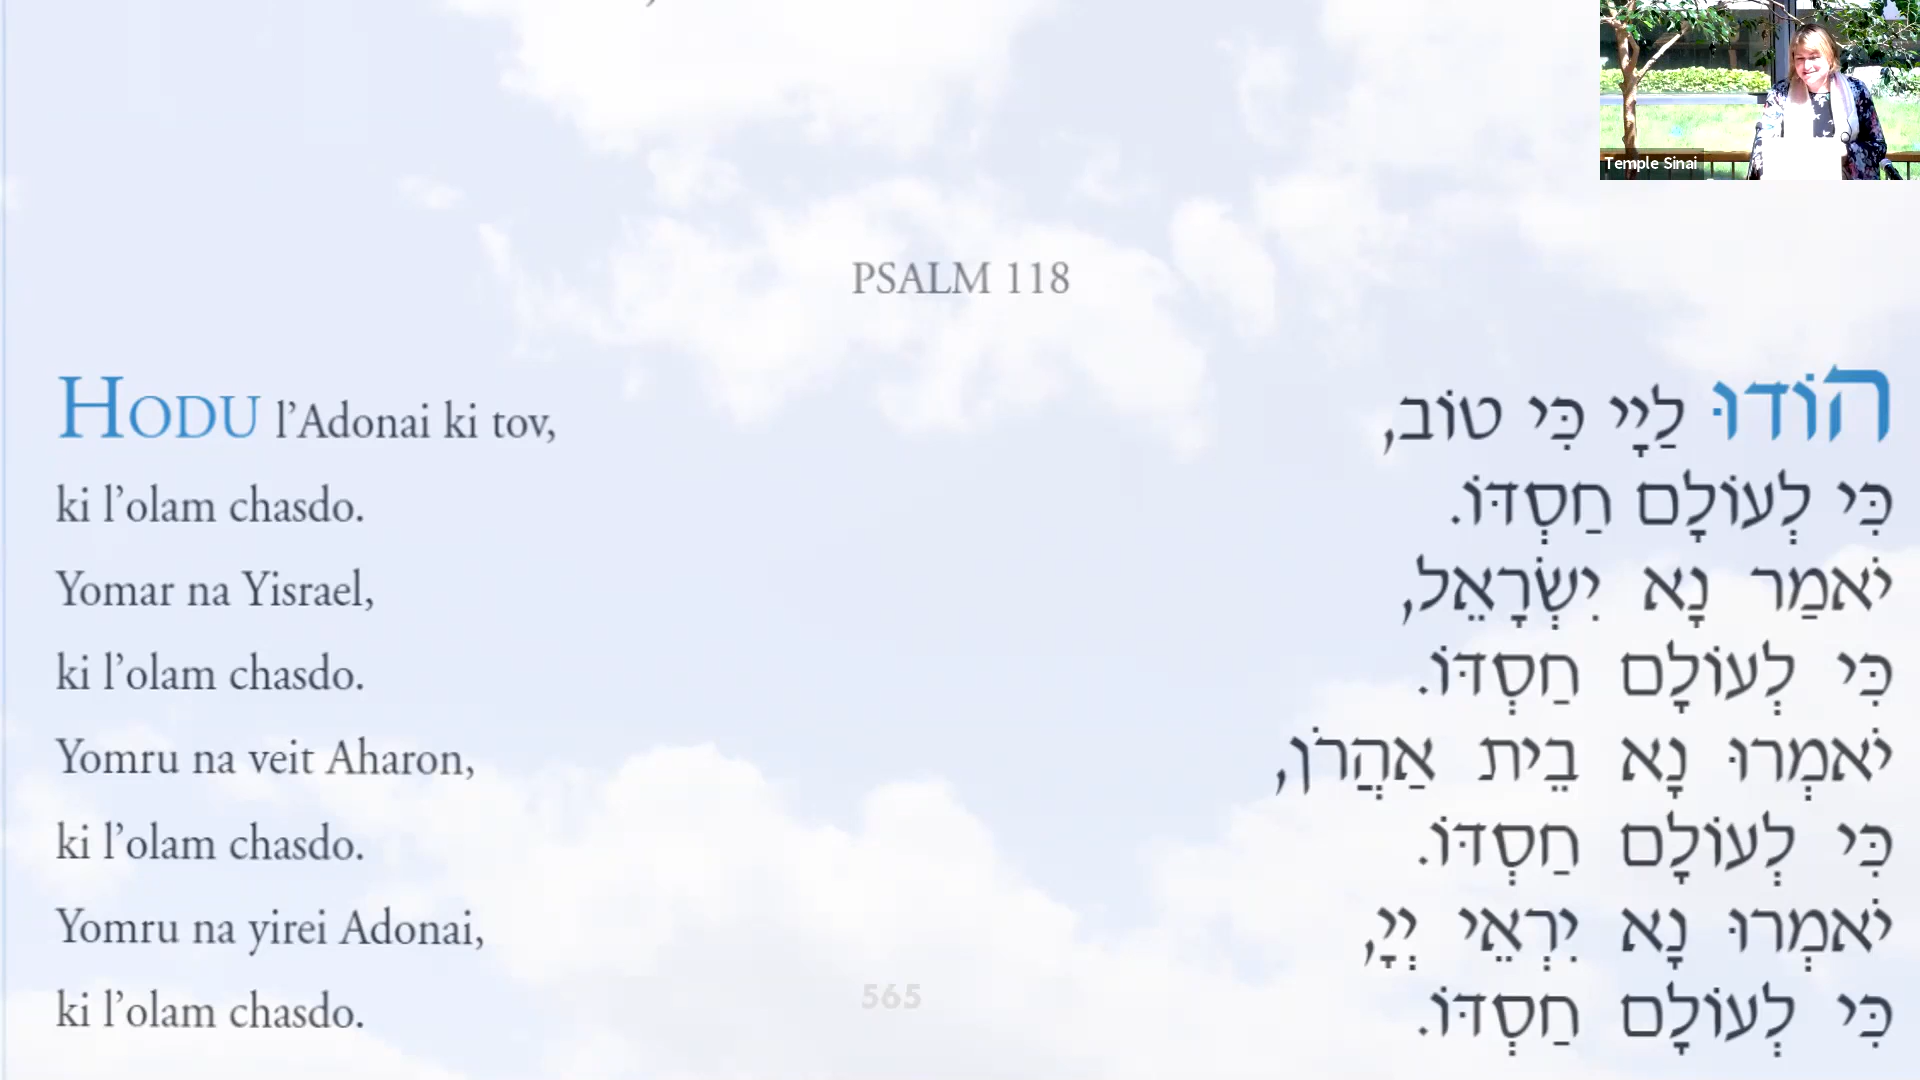 Temple Sinai
PSALM 118
HODU l’Adonai ki tov,
ki l’olam chasdo.
Yomar na Yisrael,
ki l’olam chasdo.
Yomru na veit Aharon,
ki l’olam chasdo.
Yomru na yirei Adonai,
ki l’olam chasdo.
הוֹדוּ לַיְיָ כִּי טוֹב,
כִּי לְעוֹלָם חַסְדּוֹ.
יֹאמַר נָא יִשְׂרָאֵל,
כִּי לְעוֹלָם חַסְדּוֹ.
יֹאמְרוּ נָא בֵית אַהֲרֹן,
כִּי לְעוֹלָם חַסְדּוֹ.
יֹאמְרוּ נָא יִרְאֵי יְיָ,
כִּי לְעוֹלָם חַסְדּוֹ.
565